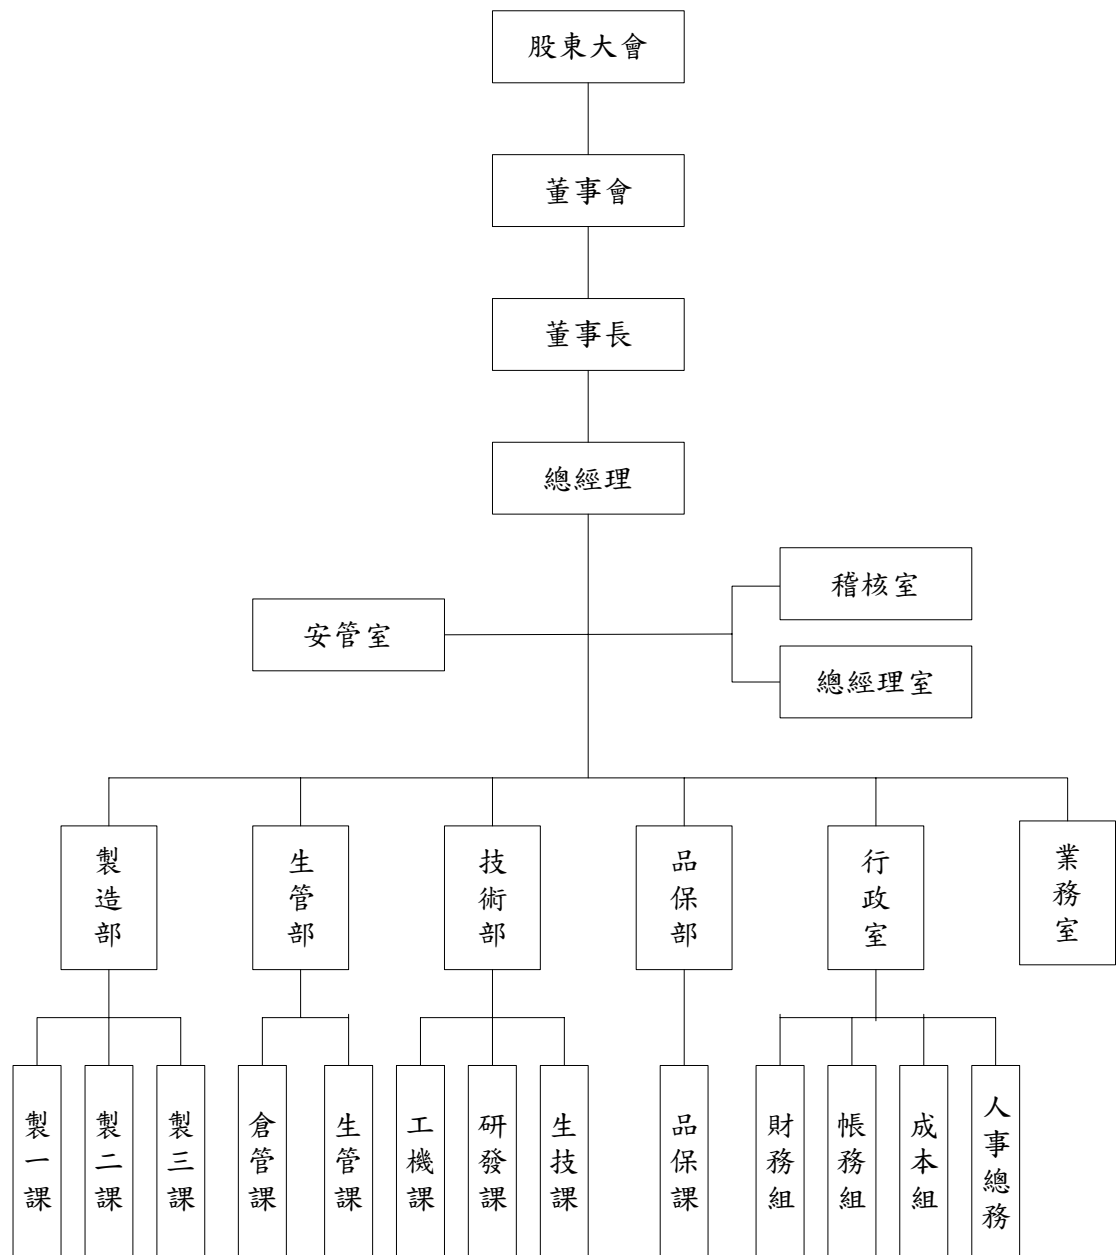 股東大會
董事會
董事長
總經理
稽核室
安管室
總經理室
製造部
生管部
技術部
品保部
行政室
業務室
製一課
製二課
製三課
倉管課
生管課
工機課
研發課
生技課
品保課
財務組
帳務組
成本組
人事總務